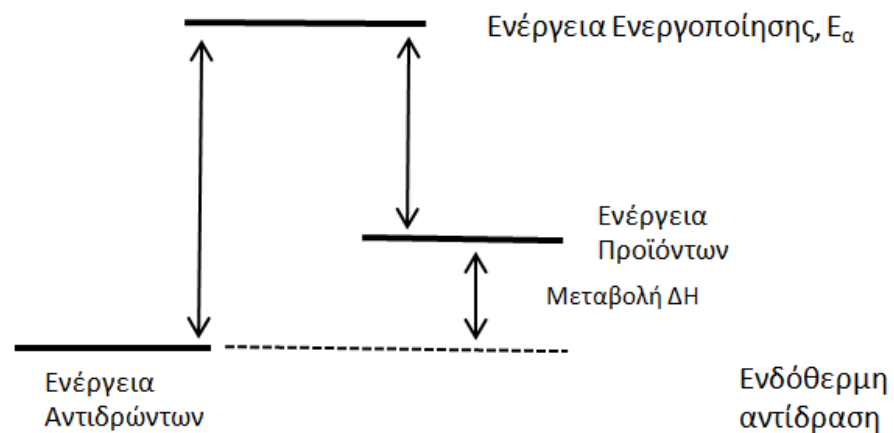 Ενέργεια Ενεργοποίησης, Εα
Ενέργεια
Προϊόντων
Μεταβολή ΔΗ
Ενέργεια
Αντιδρώντων
Ενδόθερμη
αντίδραση